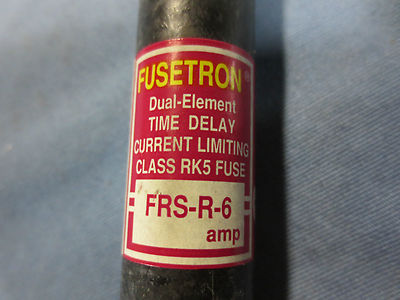 FUSETRON®
Dual-Element
TIME DELAY
CURRENT LIMITING
CLASS RK5 FUSE
FRS-R-6
amp